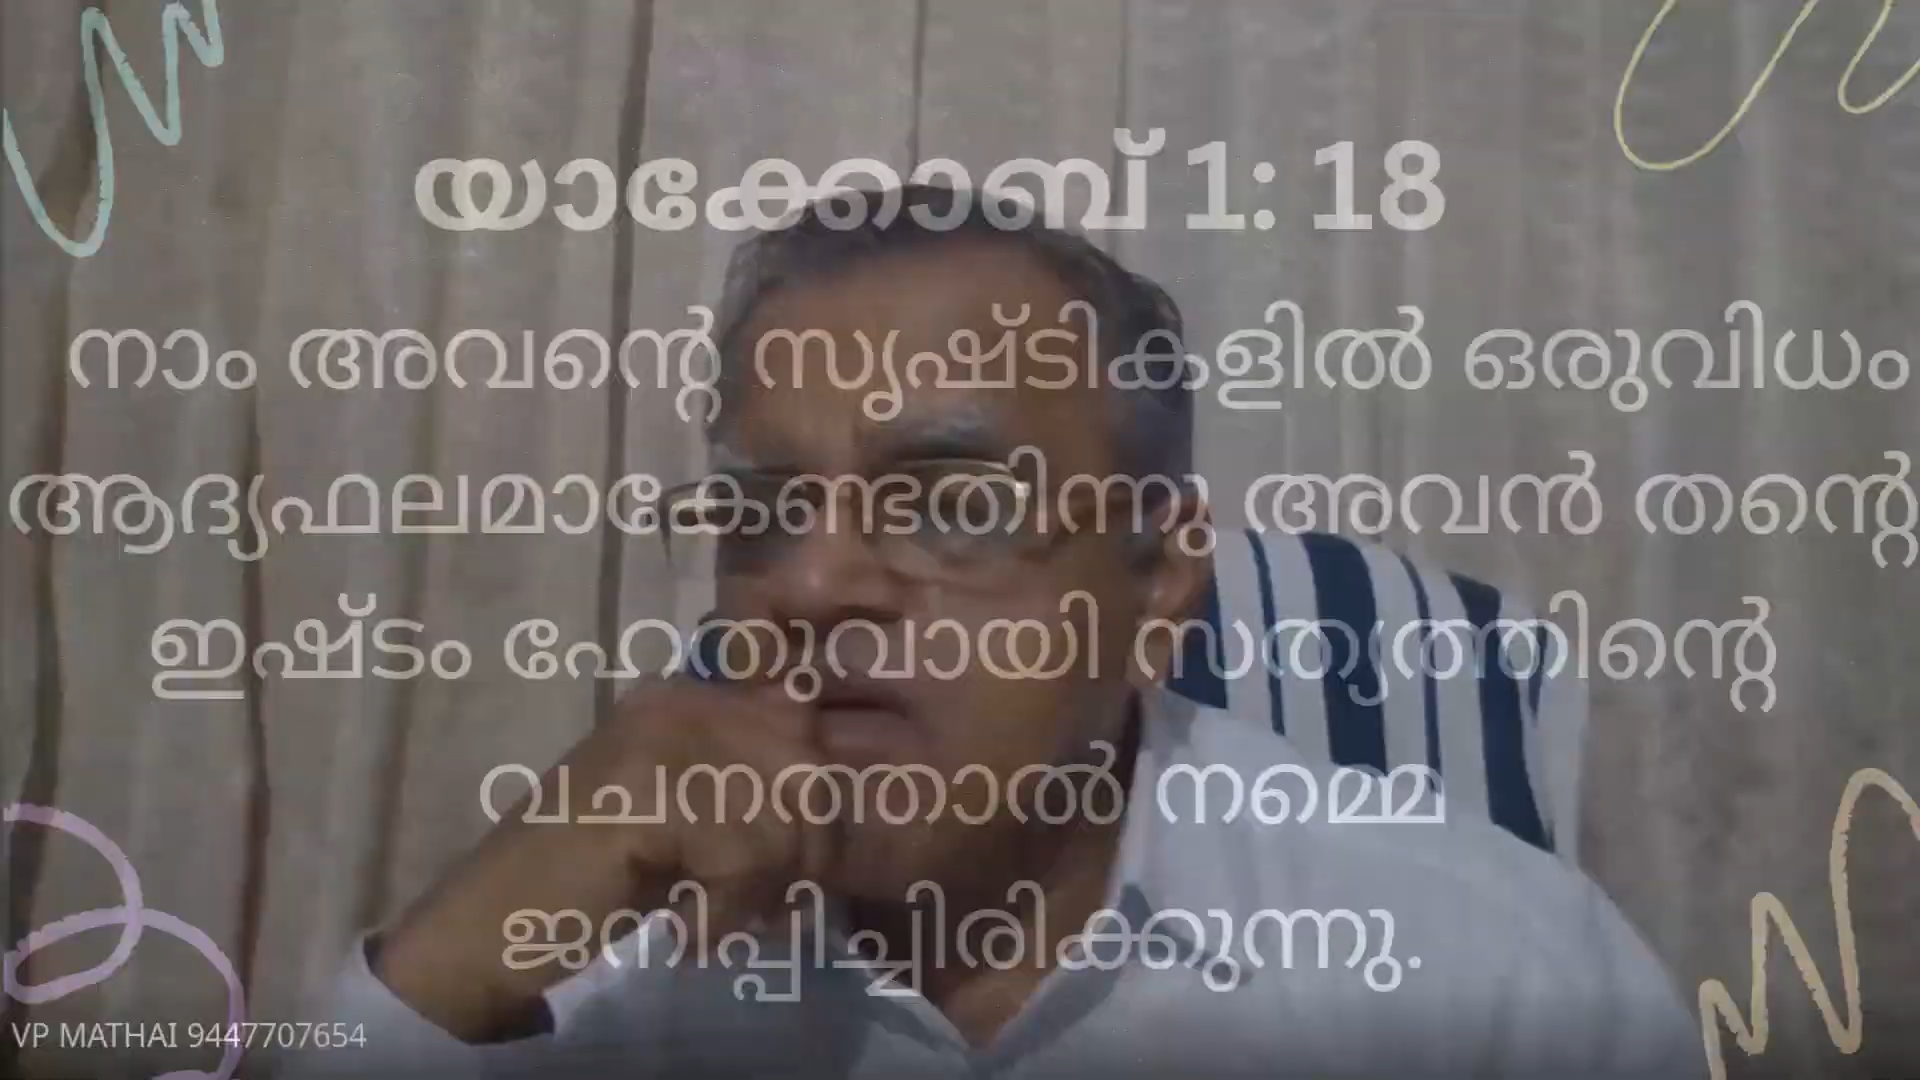 യാക്കോബ് 1: 18
നാം അവന്റെ സൃഷ്ടികളിൽ ഒരുവിധം
ആദ്യഫലമാകേണ്ടതിന്നു അവൻ തന്റെ
ഇഷ്ടം ഹേതുവായി സത്യത്തിന്റെ
വചനത്താൽ നമ്മെ
ജനിപ്പിച്ചിരിക്കുന്നു.
VP MATHAI 9447707654